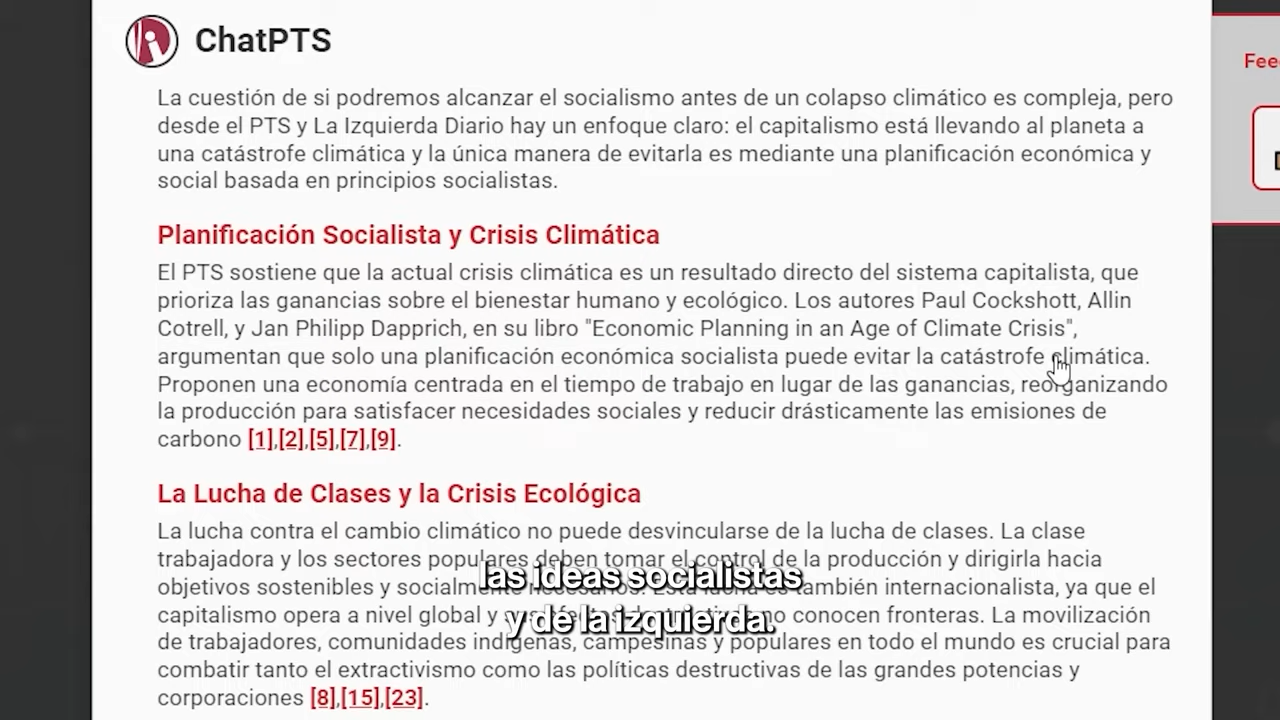 ChatPTS
Fee
La cuestión de si podremos alcanzar el socialismo antes de un colapso climático es compleja, pero
desde el PTS y La Izquierda Diario hay un enfoque claro: el capitalismo está llevando al planeta a
una catástrofe climática y la única manera de evitarla es mediante una planificación económica y
social basada en principios socialistas.
Planificación Socialista y Crisis Climática
El PTS sostiene que la actual crisis climática es un resultado directo del sistema capitalista, que
prioriza las ganancias sobre el bienestar humano y ecológico. Los autores Paul Cockshott, Allin
Cotrell, y Jan Philipp Dapprich, en su libro "Economic Planning in an Age of Climate Crisis",
argumentan que solo una planificación económica socialista puede evitar la catástrofe climática.
Proponen una economía centrada en el tiempo de trabajo en lugar de las ganancias, reorganizando
la producción para satisfacer necesidades sociales y reducir drásticamente las emisiones de
carbono [1],[2],[5],[7],[9].
La Lucha de Clases y la Crisis Ecológica
La lucha contra el cambio climático no puede desvincularse de la lucha de clases. La clase
trabajadora y los sectores populares deben tomar el control de la producción y dirigirla hacia
objetivos sostenibles y socialmente necesarios. Esta lucha es también internacionalista, ya que el
capitalismo opera a nivel global y no conocen fronteras. La movilización
de trabajadores, comunidades indígenas, campesinas y populares en todo el mundo es crucial para
combatir tanto el extractivismo como las políticas destructivas de las grandes potencias y
corporaciones [8],[15],[23].
las ideas socialistas
y de la izquierda.